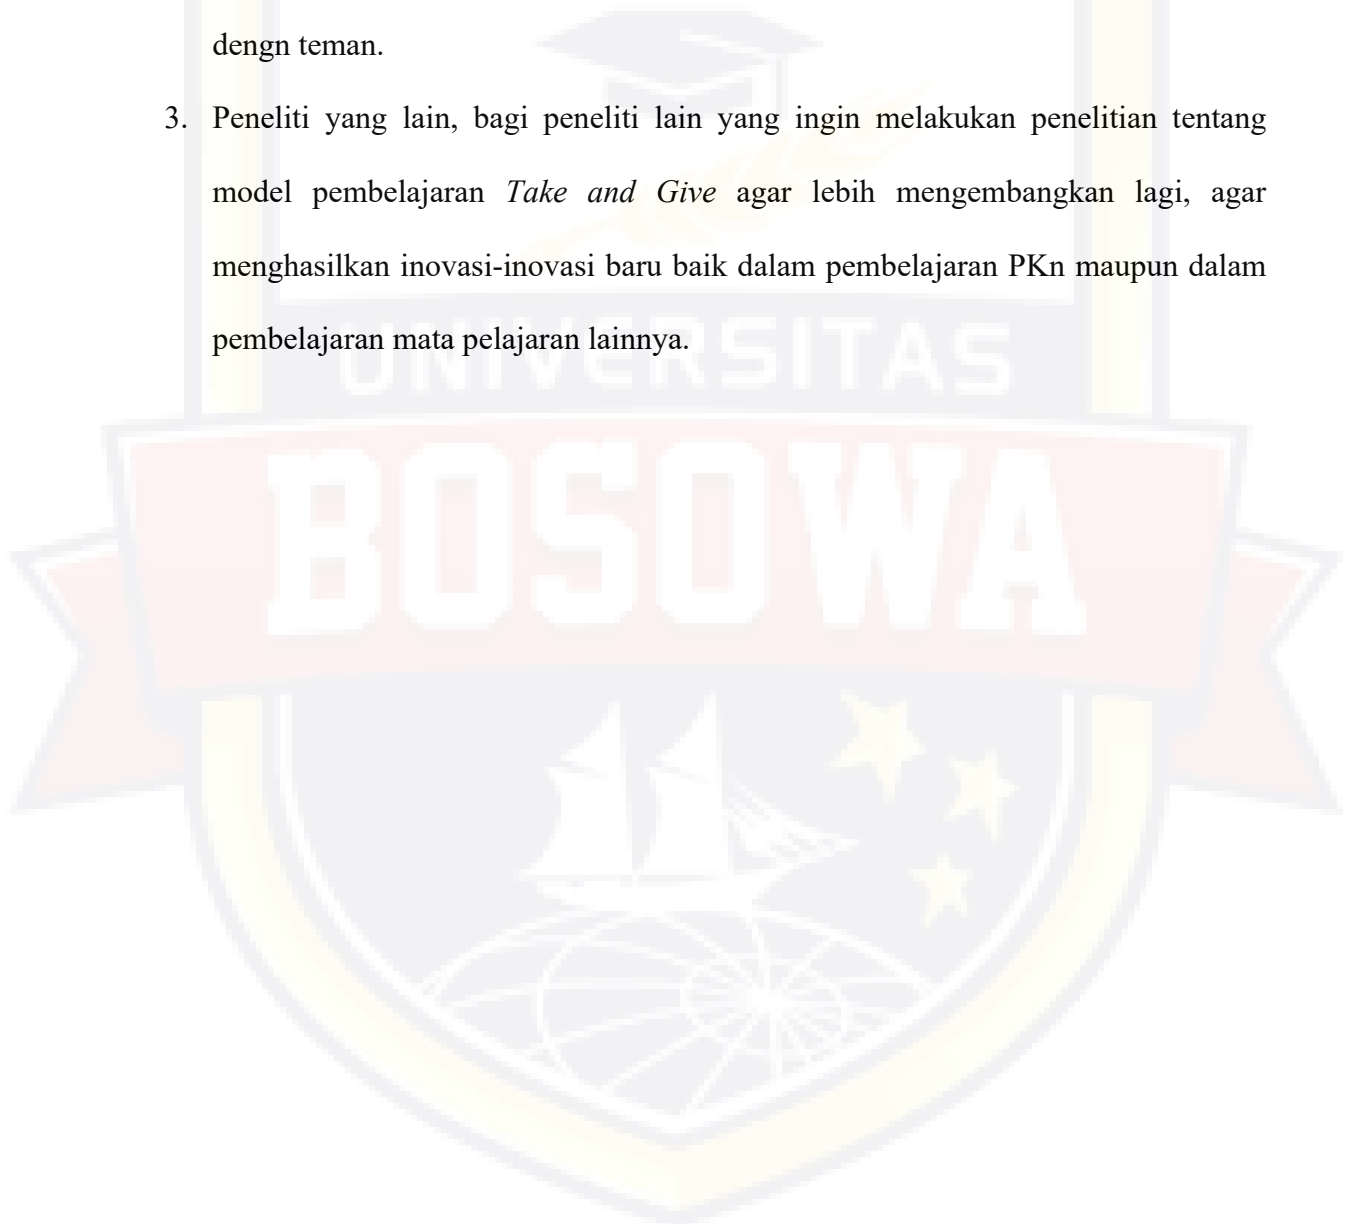 dengn teman.
3. Peneliti yang lain, bagi peneliti lain yang ingin melakukan penelitian tentang
model pembelajaran Take and Give agar lebih mengembangkan lagi, agar
menghasilkan inovasi-inovasi baru baik dalam pembelajaran PKn maupun dalam
pembelajaran mata pelajaran lainnya.
UNIVERSITAS
BOSOWA